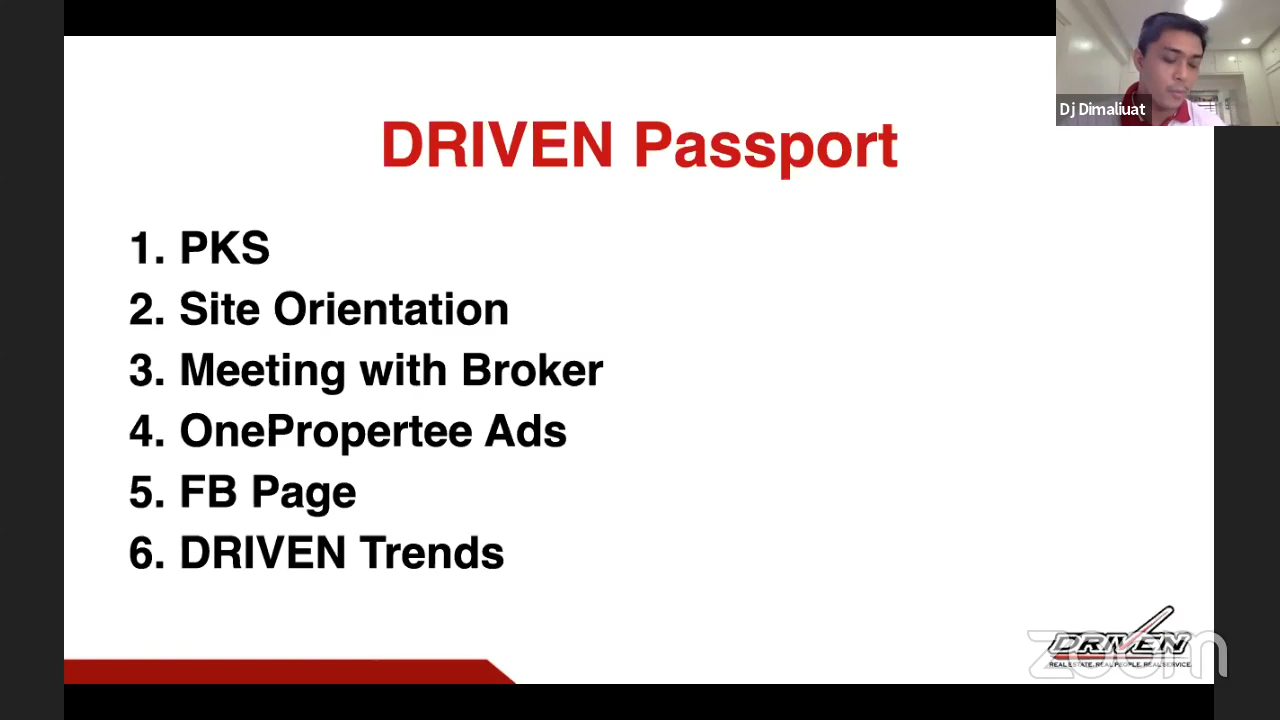 Dj Dimaliuat
DRIVEN Passport
1. PKS
2. Site Orientation
3. Meeting with Broker
4. OnePropertee Ads
5. FB Page
6. DRIVEN Trends
DRIVEN
zoom
REAL ESTATE. REAL PEOPLE. REAL SERVICE.